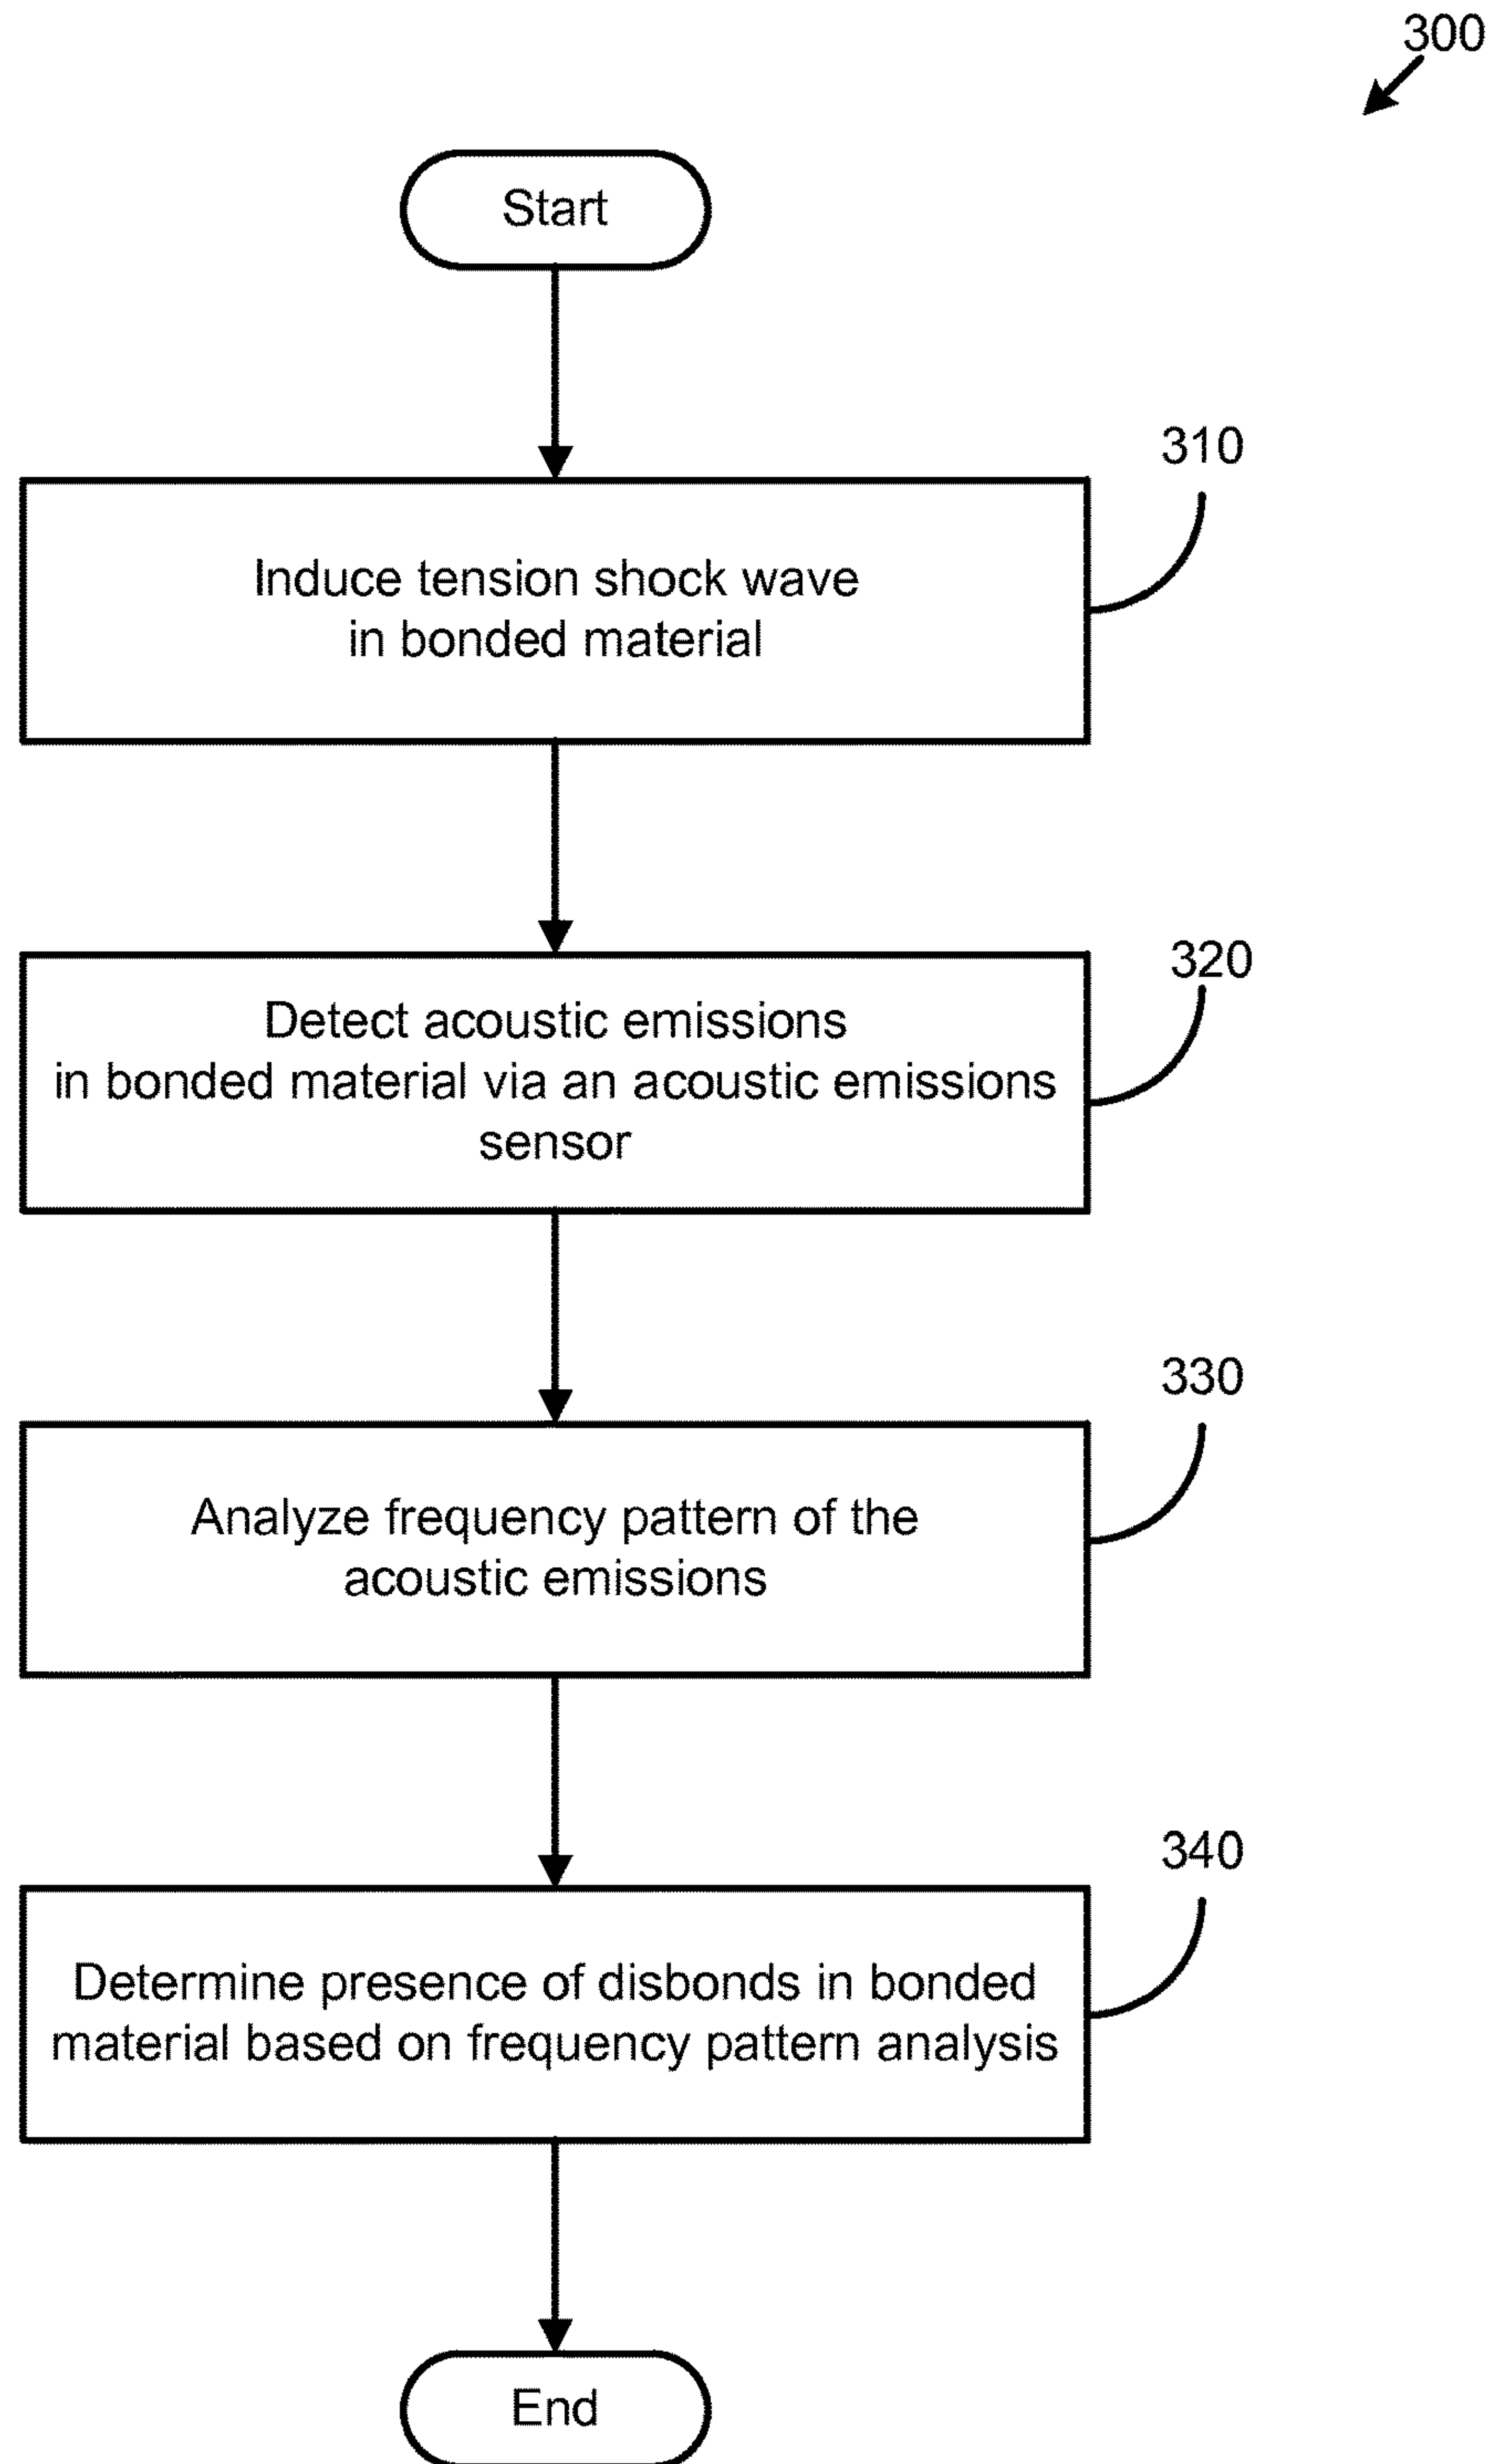 300
Start
310
Induce tension shock wave
in bonded material
320
Detect acoustic emissions
in bonded material via an acoustic emissions
sensor
330
Analyze frequency pattern of the
acoustic emissions
340
Determine presence of disbonds in bonded
material based on frequency pattern analysis
End